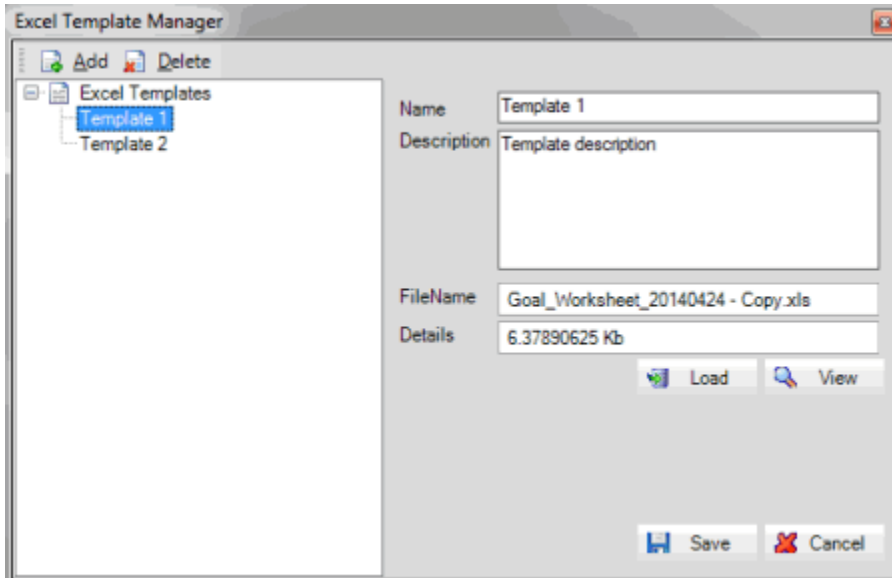 Excel Template Manager
Add Delete
Excel Templates
Template 1
Template 2
Name Template 1
Description Template description
FileName Goal_Worksheet_20140424 - Copy.xls
Details 6.37890625 Kb
Load View
Save Cancel